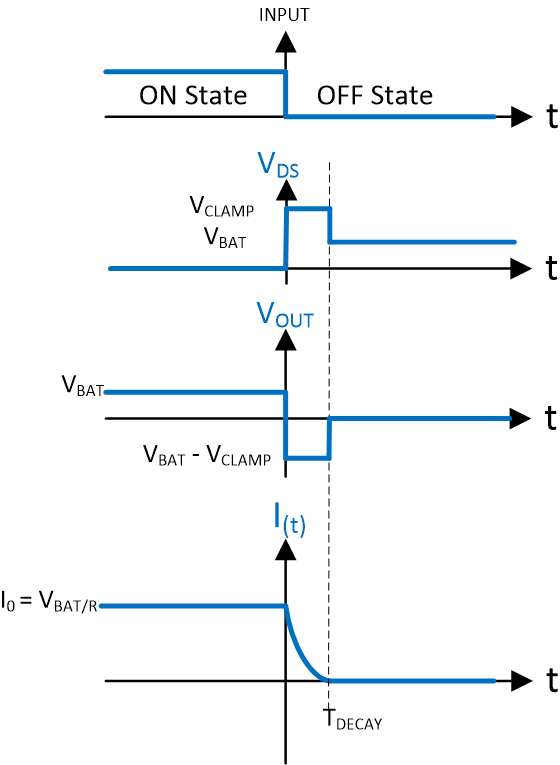 INPUT
ON State
OFF State
t
VDS
VCLAMP
VBAT
t
VOUT
VBAT
t
VBAT - VCLAMP
I(t)
I0 = VBAT/R
t
TDECAY